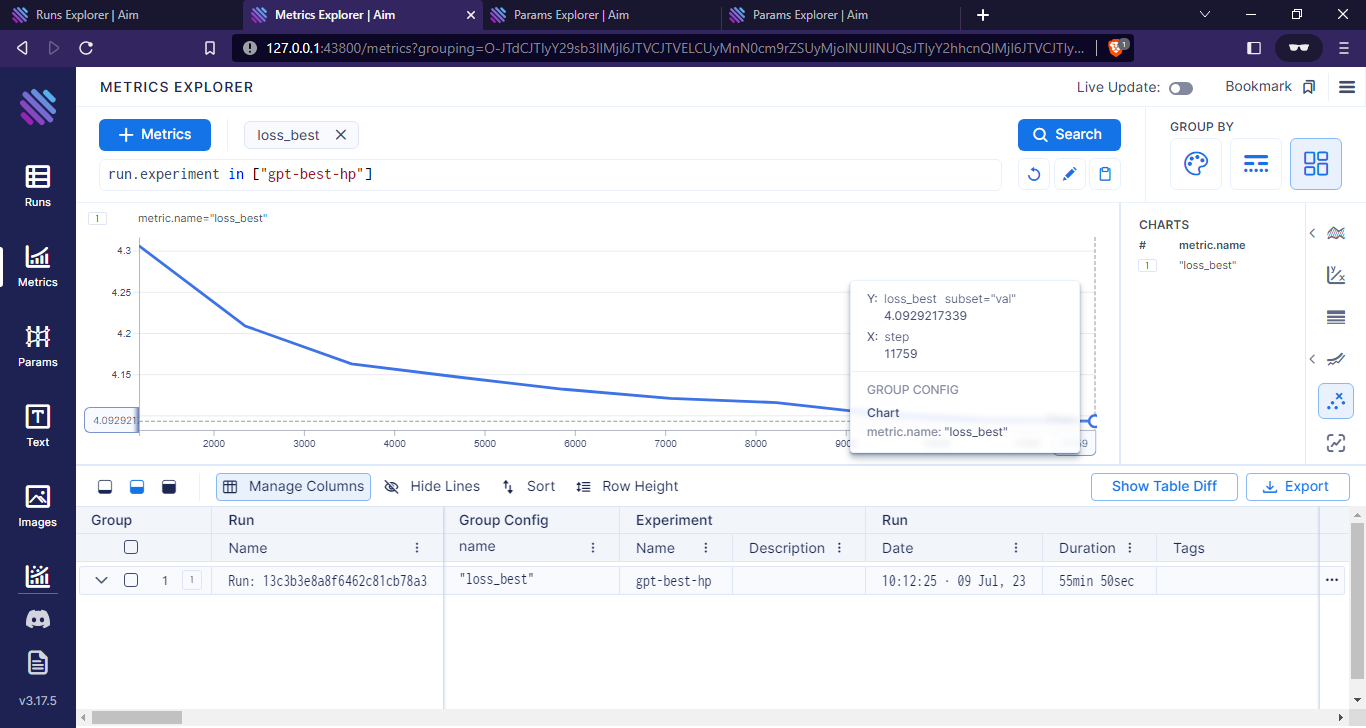 Runs Explorer | Aim
Metrics Explorer | Aim
Params Explorer | Aim
Params Explorer | Aim
127.0.0.1:43800/metrics?grouping=
1
METRICS EXPLORER
Live Update:
Bookmark
Metrics
loss_best
Search
run.experiment in ["gpt-best-hp"]
GROUP BY
Runs
Metrics
Params
Text
Images
v3.17.5
1
metric.name="loss_best"
4.3
4.25
4.2
4.15
4.092921
2000
3000
4000
5000
6000
7000
8000
Y: loss_best subset="val"
4.0929217339
X: step
11759
GROUP CONFIG
Chart
metric.name: "loss_best"
CHARTS
# metric.name
1 "loss_best"
Manage Columns
Hide Lines
Sort
Row Height
Show Table Diff
Export
Group Run Group Config Experiment Run
Name name Name Description Date Duration Tags
1 1 Run: 13c3b3e8a8f6462c81cb78a3 "loss_best" gpt-best-hp 10:12:25 · 09 Jul, 23 55min 50sec